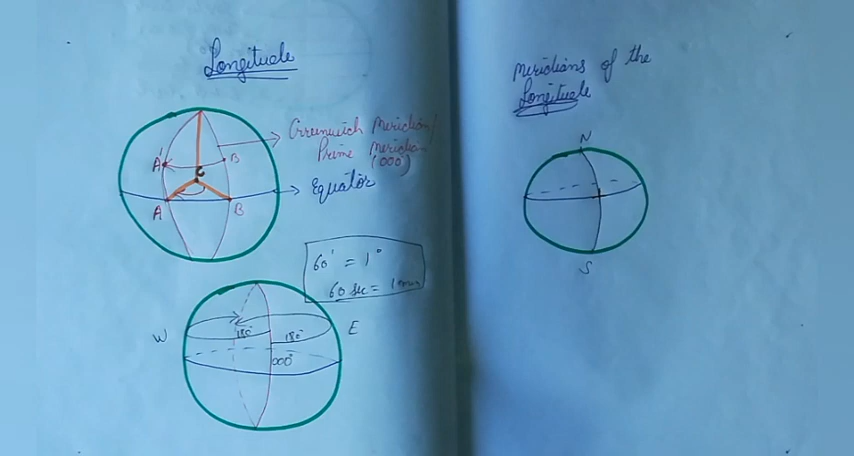 Longitude
Greenwich Meridian/
Prime Meridian
(000)
A' B
C
A B
Equator
60' = 1°
60 sec = 1 min
W E
180° 180°
000°
Meridians of the
Longitude
N
S